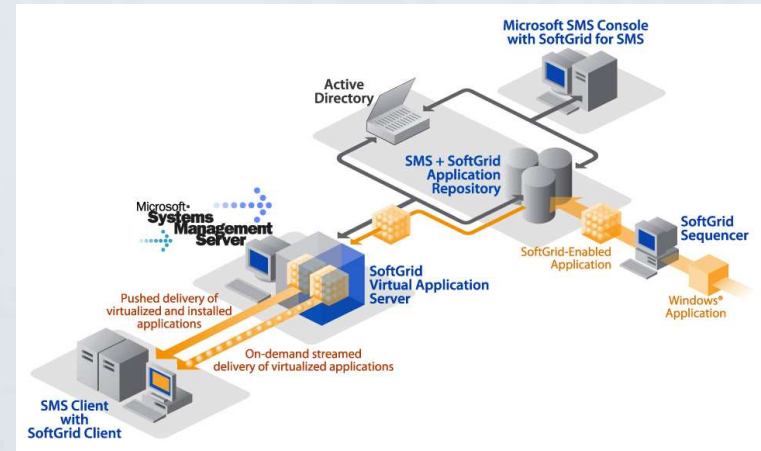 Microsoft SMS Console
with SoftGrid for SMS
Active
Directory
SMS + SoftGrid
Application
Repository
Microsoft•
Systems
Management
Server
SoftGrid
Sequencer
SoftGrid-Enabled
Application
Windows®
Application
SoftGrid
Virtual Application
Server
Pushed delivery of
virtualized and installed
applications
On-demand streamed
delivery of virtualized applications
SMS Client
with
SoftGrid Client